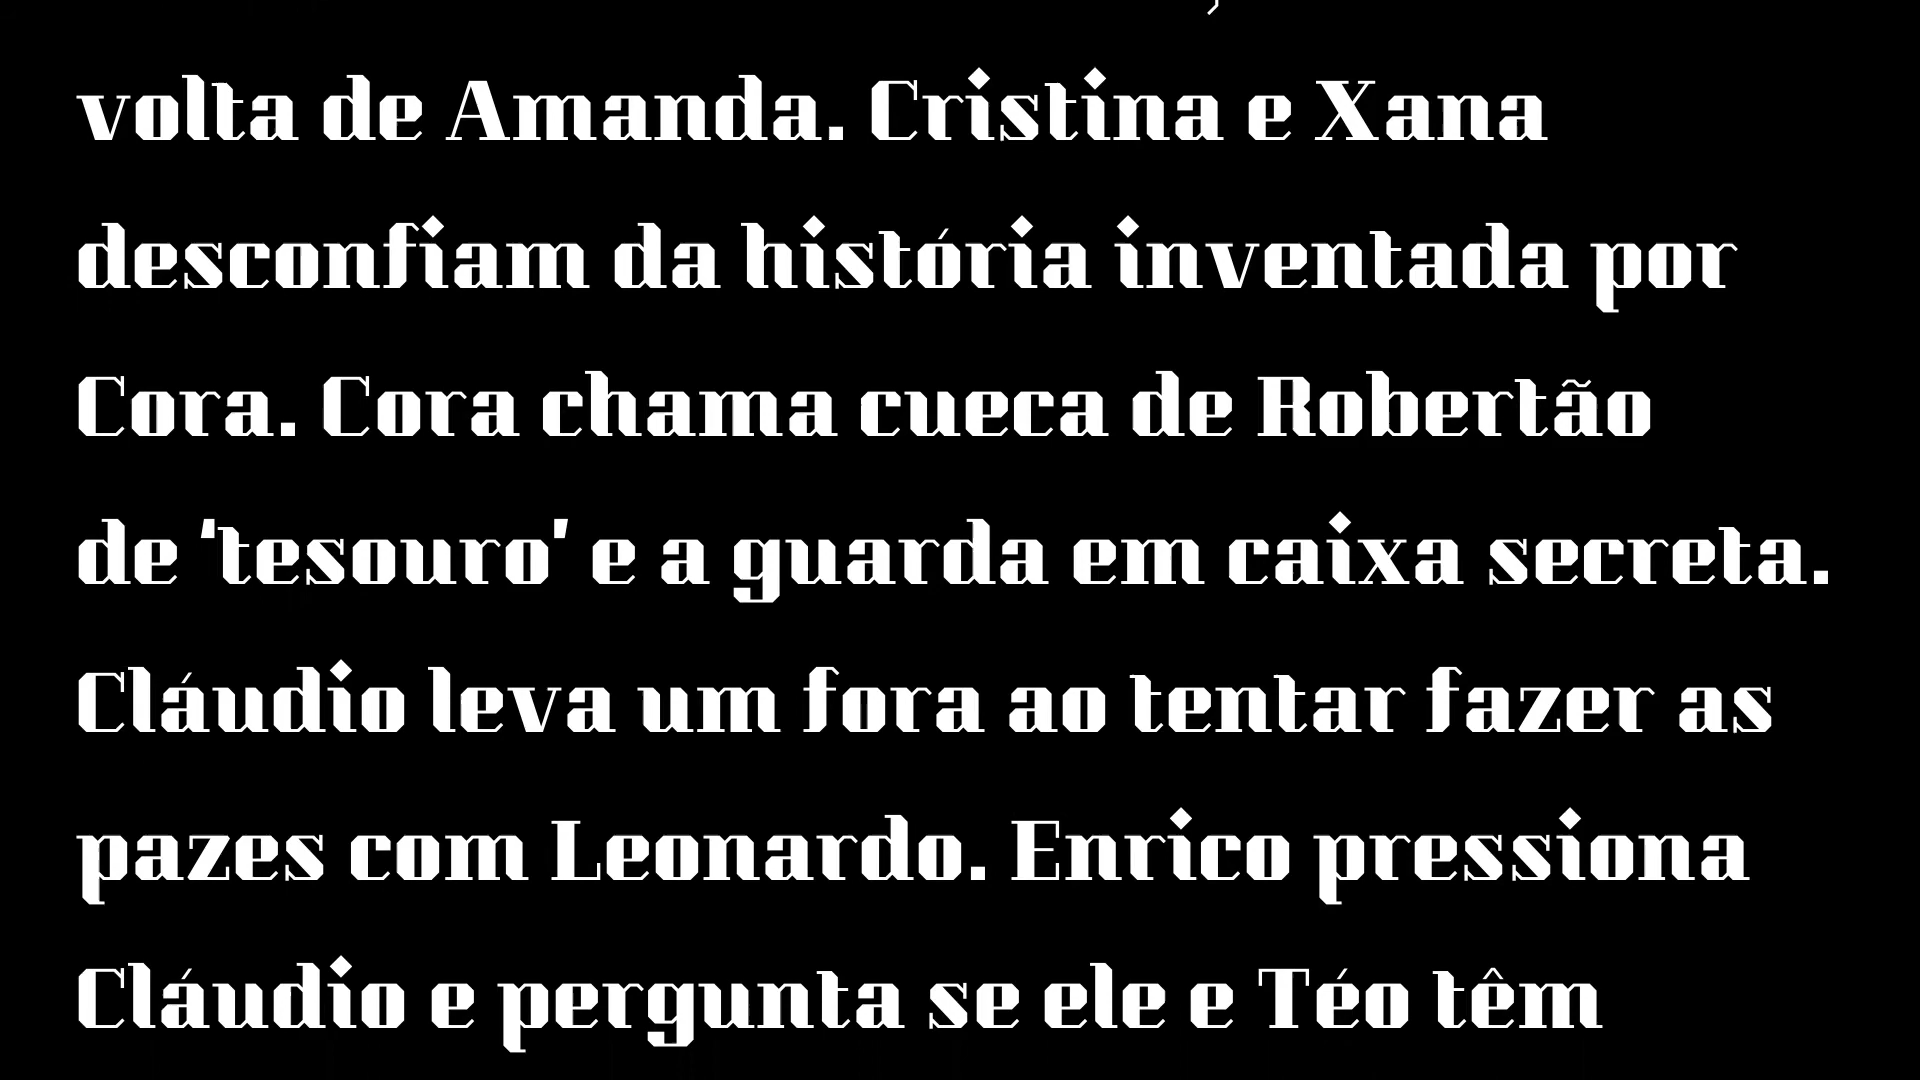 volta de Amanda. Cristina e Xana
desconfiam da história inventada por
Cora. Cora chama cueca de Robertão
de 'tesouro' e a guarda em caixa secreta.
Cláudio leva um fora ao tentar fazer as
pazes com Leonardo. Enrico pressiona
Cláudio e pergunta se ele e Téo têm